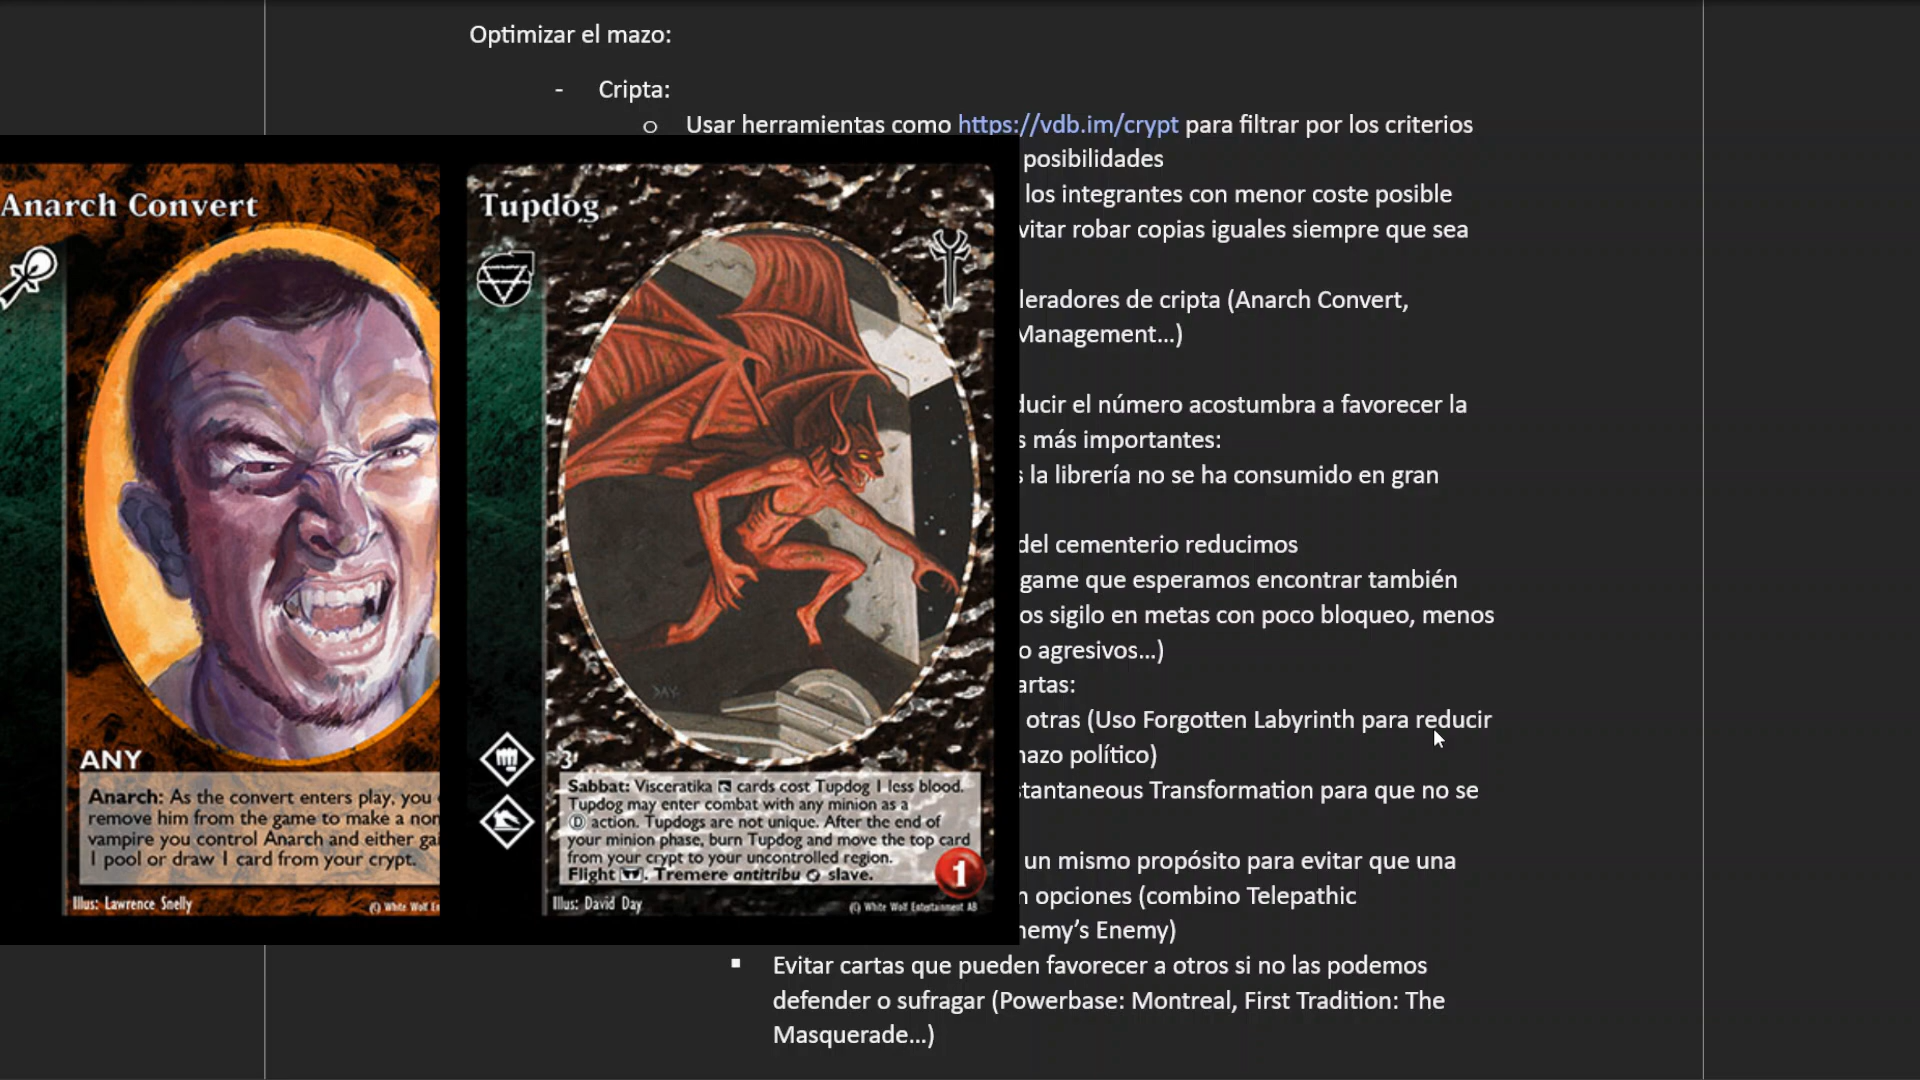 Optimizar el mazo:
- Cripta:
o Usar herramientas como https://vdb.im/crypt para filtrar por los criterios
posibilidades
los integrantes con menor coste posible
vitar robar copias iguales siempre que sea
leradores de cripta (Anarch Convert,
Management...)
ducir el número acostumbra a favorecer la
s más importantes:
s la librería no se ha consumido en gran
del cementerio reducimos
game que esperamos encontrar también
os sigilo en metas con poco bloqueo, menos
o agresivos...)
artas:
otras (Uso Forgotten Labyrinth para reducir
mazo político)
stantaneous Transformation para que no se
un mismo propósito para evitar que una
n opciones (combino Telepathic
nemy's Enemy)
▪ Evitar cartas que pueden favorecer a otros si no las podemos
defender o sufragar (Powerbase: Montreal, First Tradition: The
Masquerade...)
Anarch Convert
ANY
Anarch: As the convert enters play, you
remove him from the game to make a non
vampire you control Anarch and either ga
1 pool or draw 1 card from your crypt.
Illus: Lawrence Snelly
(C) White Wolf En
Tupdog
DAY
3
Sabbat: Visceratika cards cost Tupdog 1 less blood.
Tupdog may enter combat with any minion as a
D action. Tupdogs are not unique. After the end of
your minion phase, burn Tupdog and move the top card
from your crypt to your uncontrolled region.
Flight. Tremere antitribu slave.
1
Illus: David Day
(C) White Wolf Entertainment AB